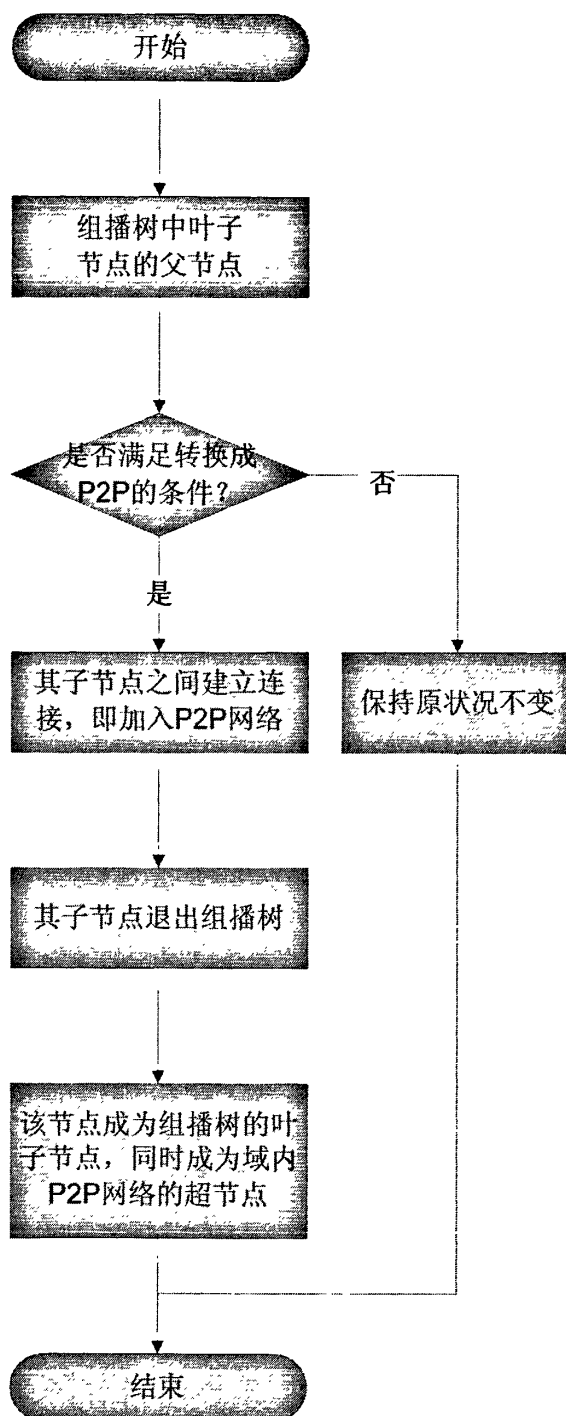 开始
组播树中叶子
节点的父节点
是否满足转换成
P2P的条件？
否
是
其子节点之间建立连
接，即加入P2P网络
保持原状况不变
其子节点退出组播树
该节点成为组播树的叶
子节点，同时成为域内
P2P网络的超节点
结束